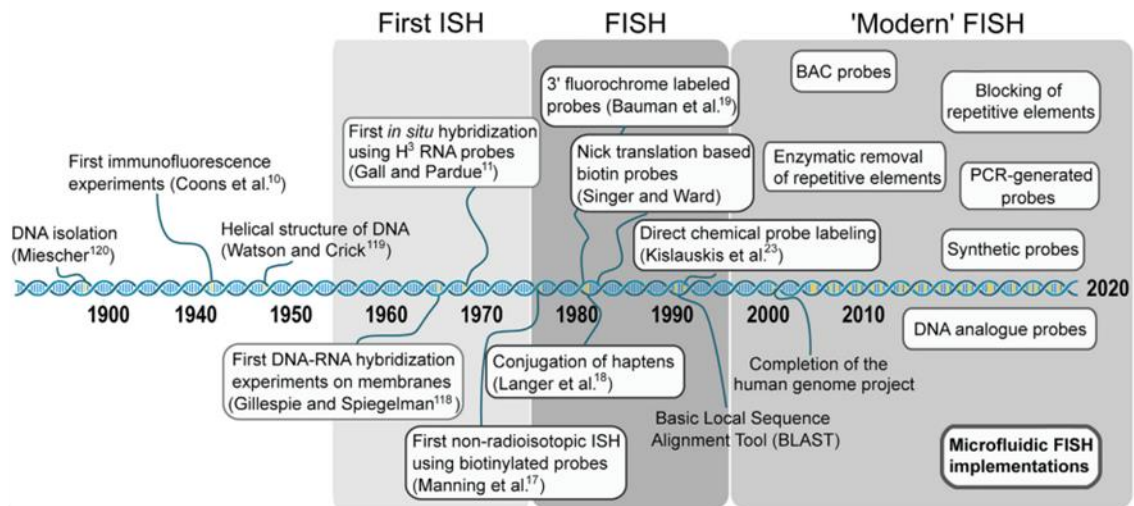 First ISH
FISH
'Modern' FISH
3' fluorochrome labeled
probes (Bauman et al.19)
BAC probes
Blocking of
repetitive elements
First in situ hybridization
using H3 RNA probes
(Gall and Pardue11)
First immunofluorescence
experiments (Coons et al.10)
Nick translation based
biotin probes
(Singer and Ward)
Enzymatic removal
of repetitive elements
PCR-generated
probes
DNA isolation
(Miescher120)
Helical structure of DNA
(Watson and Crick119)
Direct chemical probe labeling
(Kislauskis et al.23)
Synthetic probes
1900
1940
1950
1960
1970
1980
1990
2000
2010
2020
DNA analogue probes
First DNA-RNA hybridization
experiments on membranes
(Gillespie and Spiegelman118)
Conjugation of haptens
(Langer et al.18)
Completion of the
human genome project
Basic Local Sequence
Alignment Tool (BLAST)
First non-radioisotopic ISH
using biotinylated probes
(Manning et al.17)
Microfluidic FISH
implementations